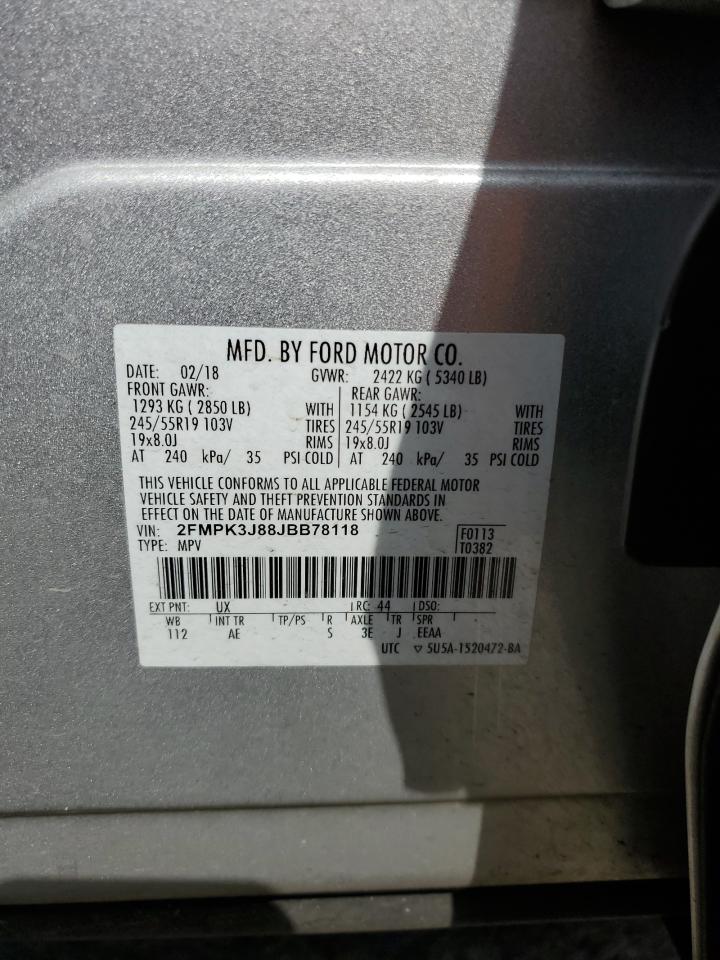 MFD. BY FORD MOTOR CO.
DATE: 02/18 GVWR: 2422 KG ( 5340 LB)
FRONT GAWR: REAR GAWR:
1293 KG ( 2850 LB) WITH 1154 KG ( 2545 LB) WITH
245/55R19 103V TIRES 245/55R19 103V TIRES
19x8.0J RIMS 19x8.0J RIMS
AT 240 kPa/ 35 PSI COLD AT 240 kPa/ 35 PSI COLD
THIS VEHICLE CONFORMS TO ALL APPLICABLE FEDERAL MOTOR
VEHICLE SAFETY AND THEFT PREVENTION STANDARDS IN
EFFECT ON THE DATE OF MANUFACTURE SHOWN ABOVE.
VIN: 2FMPK3J88JBB78118 F0113
TYPE: MPV T0382
EXT PNT: UX RC: 44 DSO:
WB INT TR TP/PS R AXLE TR SPR
112 AE S 3E J EEAA
UTC ▽ 5U5A-1520472-BA